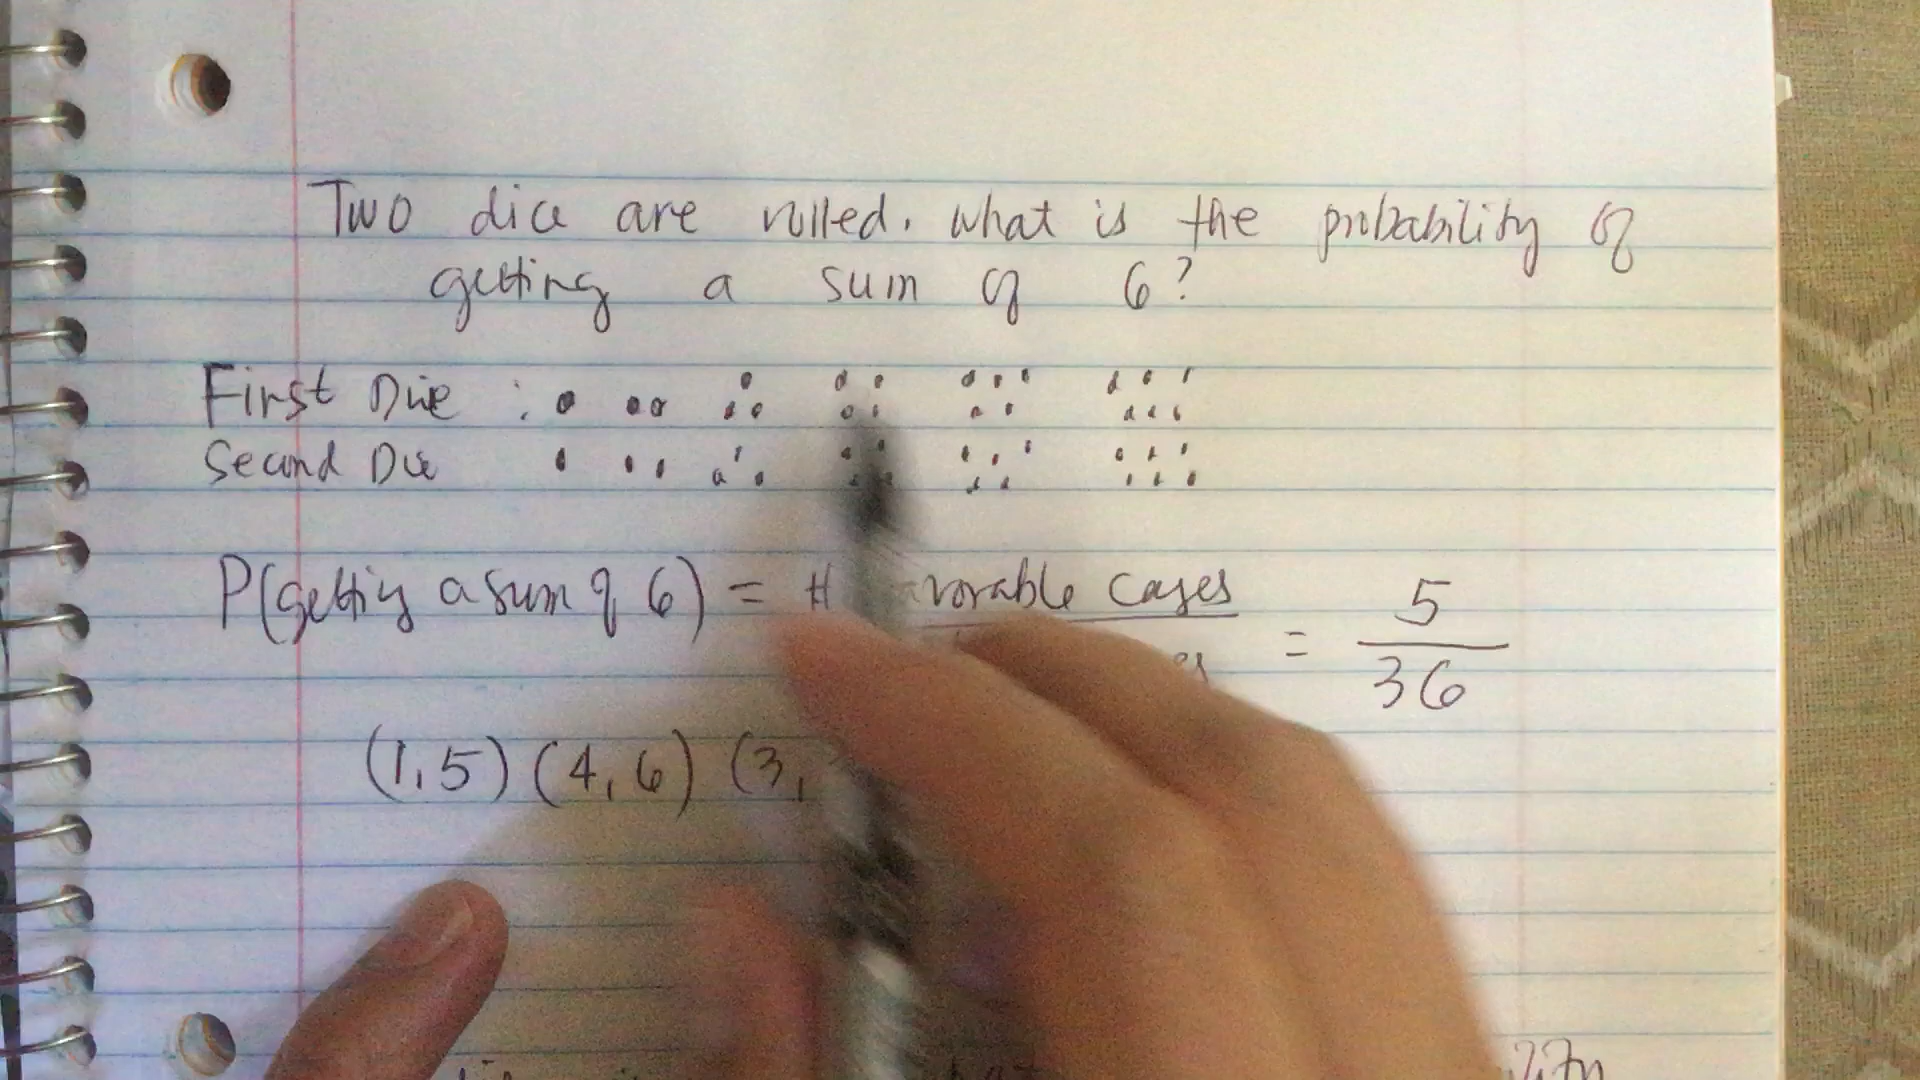 Two dice are rolled. What is the probability of
getting a sum of 6?
First Die :
Second Die
P(getting a sum of 6) = # favorable cases = 5/36
(1,5) (4,6) (3,